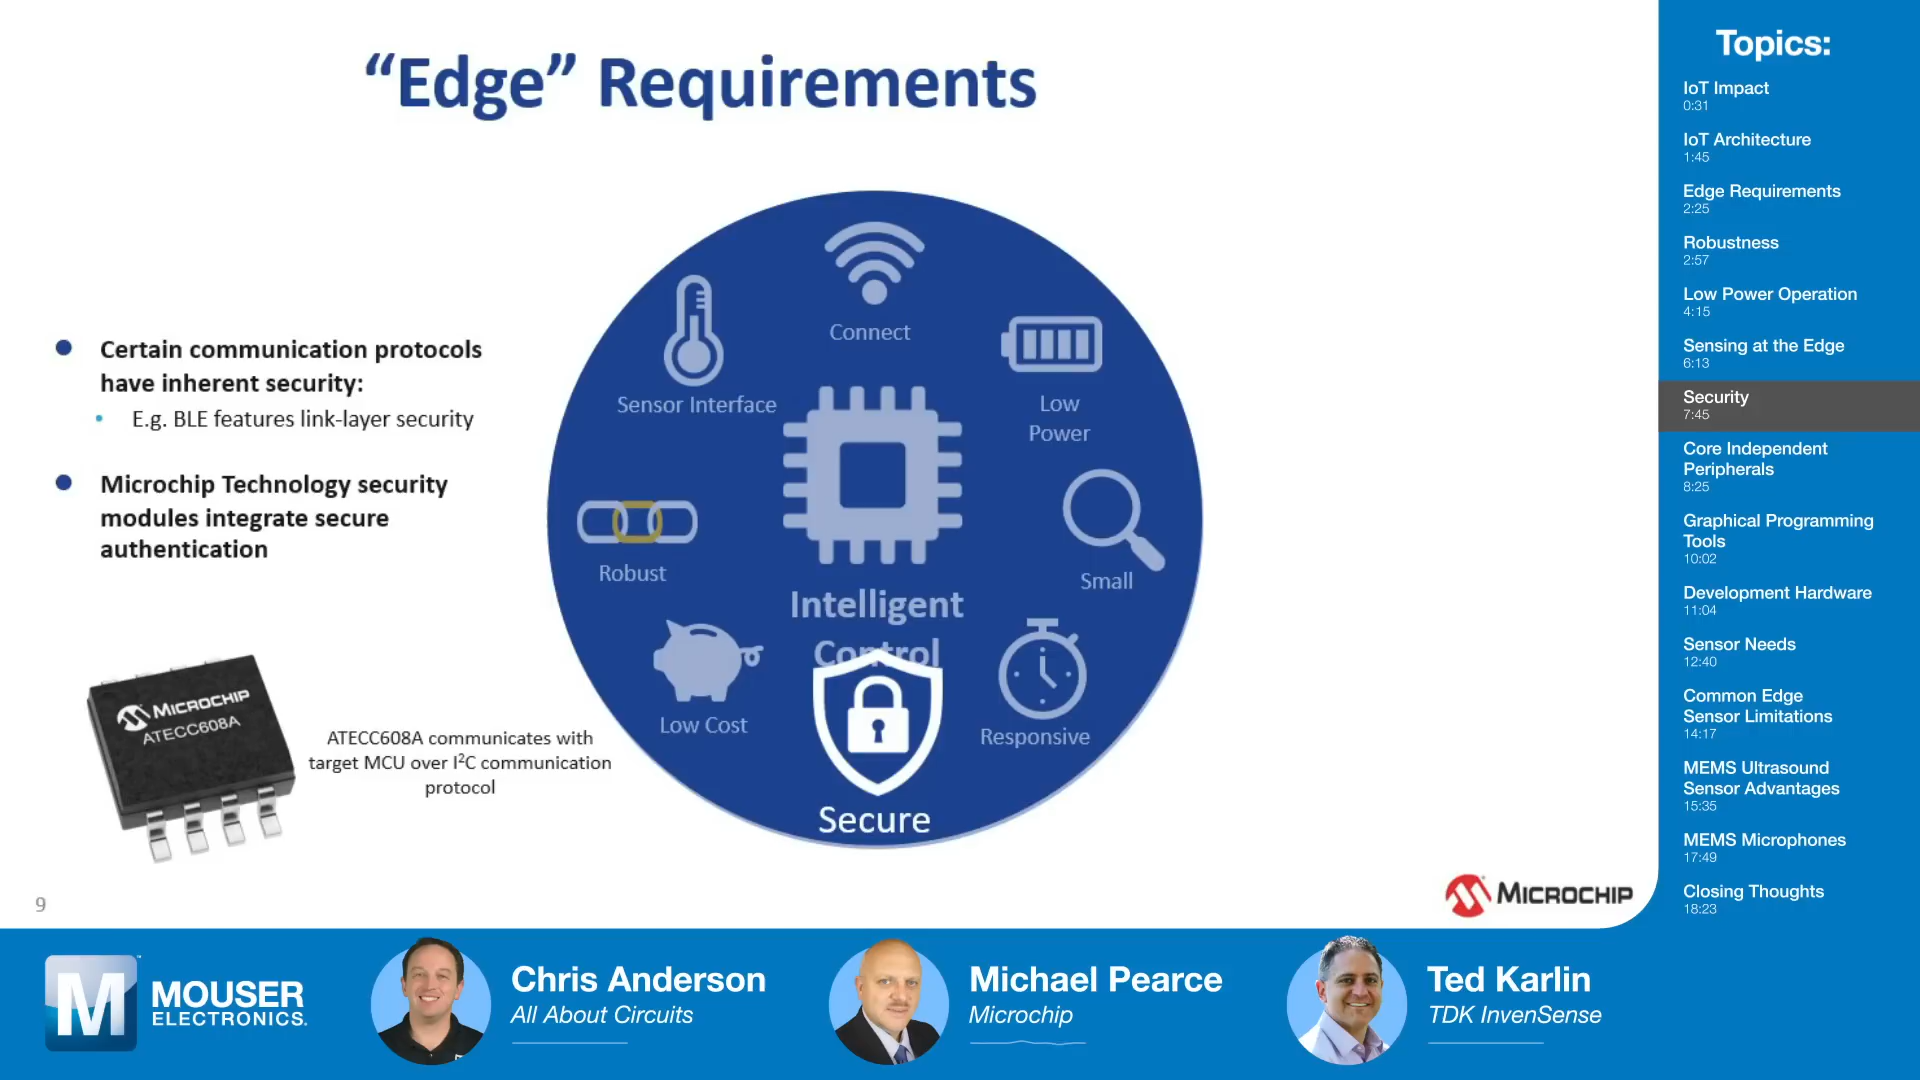 “Edge” Requirements
Certain communication protocols
have inherent security:
E.g. BLE features link-layer security
Microchip Technology security
modules integrate secure
authentication
MICROCHIP
ATECC608A
ATECC608A communicates with
target MCU over I²C communication
protocol
Connect
Sensor Interface
Low
Power
Robust
Small
Intelligent
Control
Low Cost
Responsive
Secure
9
MICROCHIP
Topics:
IoT Impact
0:31
IoT Architecture
1:45
Edge Requirements
2:25
Robustness
2:57
Low Power Operation
4:15
Sensing at the Edge
6:13
Security
7:45
Core Independent
Peripherals
8:25
Graphical Programming
Tools
10:02
Development Hardware
11:04
Sensor Needs
12:40
Common Edge
Sensor Limitations
14:17
MEMS Ultrasound
Sensor Advantages
15:35
MEMS Microphones
17:49
Closing Thoughts
18:23
M
MOUSER
ELECTRONICS.
Chris Anderson
All About Circuits
Michael Pearce
Microchip
Ted Karlin
TDK InvenSense